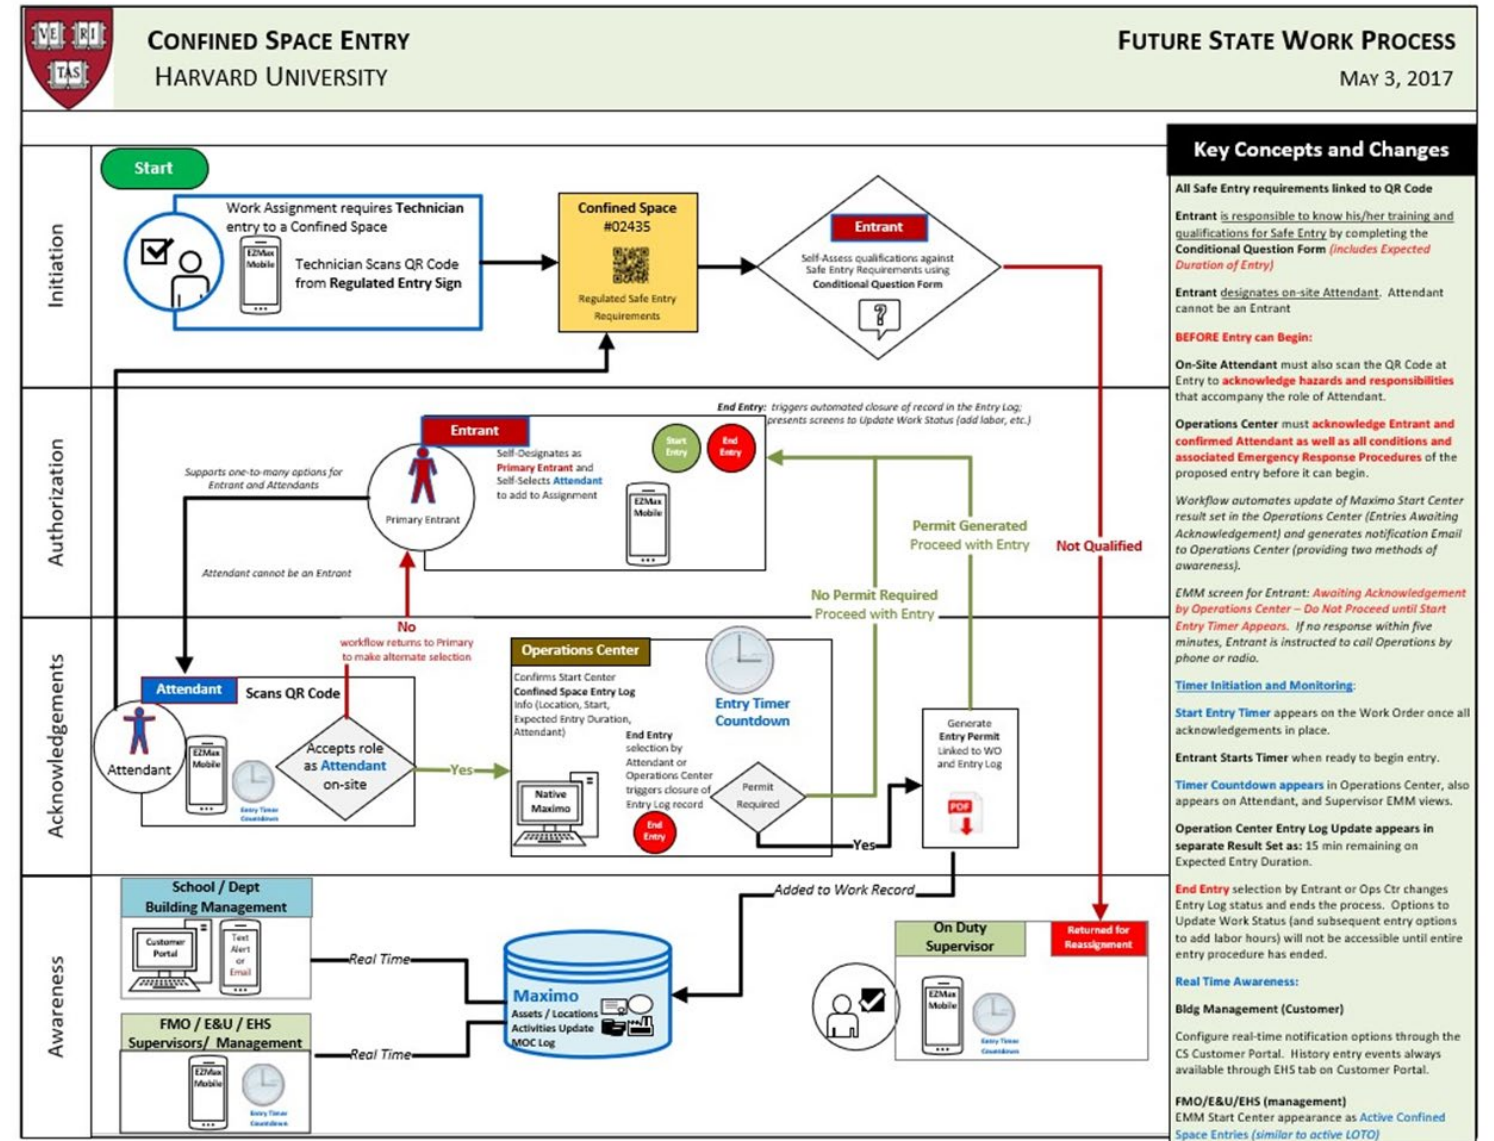 VE RI
TAS
CONFINED SPACE ENTRY
HARVARD UNIVERSITY
FUTURE STATE WORK PROCESS
MAY 3, 2017
Start
Initiation
Work Assignment requires Technician
entry to a Confined Space
EZMax
Mobile
Technician Scans QR Code
from Regulated Entry Sign
Confined Space
#02435
Regulated Safe Entry
Requirements
Entrant
Self-Assess qualifications against
Safe Entry Requirements using
Conditional Question Form
?
Authorization
End Entry: triggers automated closure of record in the Entry Log;
presents screens to Update Work Status (add labor, etc.)
Entrant
Self-Designates as
Primary Entrant and
Self-Selects Attendant
to add to Assignment
Start
Entry
End
Entry
EZMax
Mobile
Primary Entrant
Supports one-to-many options for
Entrant and Attendants
Attendant cannot be an Entrant
Permit Generated
Proceed with Entry
Not Qualified
No Permit Required
Proceed with Entry
Acknowledgements
No
workflow returns to Primary
to make alternate selection
Attendant
Scans QR Code
Attendant
EZMax
Mobile
Entry Timer
Countdown
Accepts role
as Attendant
on-site
Yes
Operations Center
Confirms Start Center
Confined Space Entry Log
Info (Location, Start,
Expected Entry Duration,
Attendant)
Entry Timer
Countdown
End Entry
selection by
Attendant or
Operations Center
triggers closure of
Entry Log record
End
Entry
Native
Maximo
Permit
Required
Yes
Generate
Entry Permit
Linked to WO
and Entry Log
PDF
Awareness
School / Dept
Building Management
Customer
Portal
Text
Alert
or
Email
Real Time
FMO / E&U / EHS
Supervisors/ Management
EZMax
Mobile
Entry Timer
Countdown
Real Time
Maximo
Assets / Locations
Activities Update
MOC Log
Added to Work Record
On Duty
Supervisor
Returned for
Reassignment
EZMax
Mobile
Entry Timer
Countdown
Key Concepts and Changes
All Safe Entry requirements linked to QR Code
Entrant is responsible to know his/her training and
qualifications for Safe Entry by completing the
Conditional Question Form (includes Expected
Duration of Entry)
Entrant designates on-site Attendant. Attendant
cannot be an Entrant
BEFORE Entry can Begin:
On-Site Attendant must also scan the QR Code at
Entry to acknowledge hazards and responsibilities
that accompany the role of Attendant.
Operations Center must acknowledge Entrant and
confirmed Attendant as well as all conditions and
associated Emergency Response Procedures of the
proposed entry before it can begin.
Workflow automates update of Maximo Start Center
result set in the Operations Center (Entries Awaiting
Acknowledgement) and generates notification Email
to Operations Center (providing two methods of
awareness).
EMM screen for Entrant: Awaiting Acknowledgement
by Operations Center – Do Not Proceed until Start
Entry Timer Appears. If no response within five
minutes, Entrant is instructed to call Operations by
phone or radio.
Timer Initiation and Monitoring:
Start Entry Timer appears on the Work Order once all
acknowledgements in place.
Entrant Starts Timer when ready to begin entry.
Timer Countdown appears in Operations Center, also
appears on Attendant, and Supervisor EMM views.
Operation Center Entry Log Update appears in
separate Result Set as: 15 min remaining on
Expected Entry Duration.
End Entry selection by Entrant or Ops Ctr changes
Entry Log status and ends the process. Options to
Update Work Status (and subsequent entry options
to add labor hours) will not be accessible until entire
entry procedure has ended.
Real Time Awareness:
Bldg Management (Customer)
Configure real-time notification options through the
CS Customer Portal. History entry events always
available through EHS tab on Customer Portal.
FMO/E&U/EHS (management)
EMM Start Center appearance as Active Confined
Space Entries (similar to active LOTO)